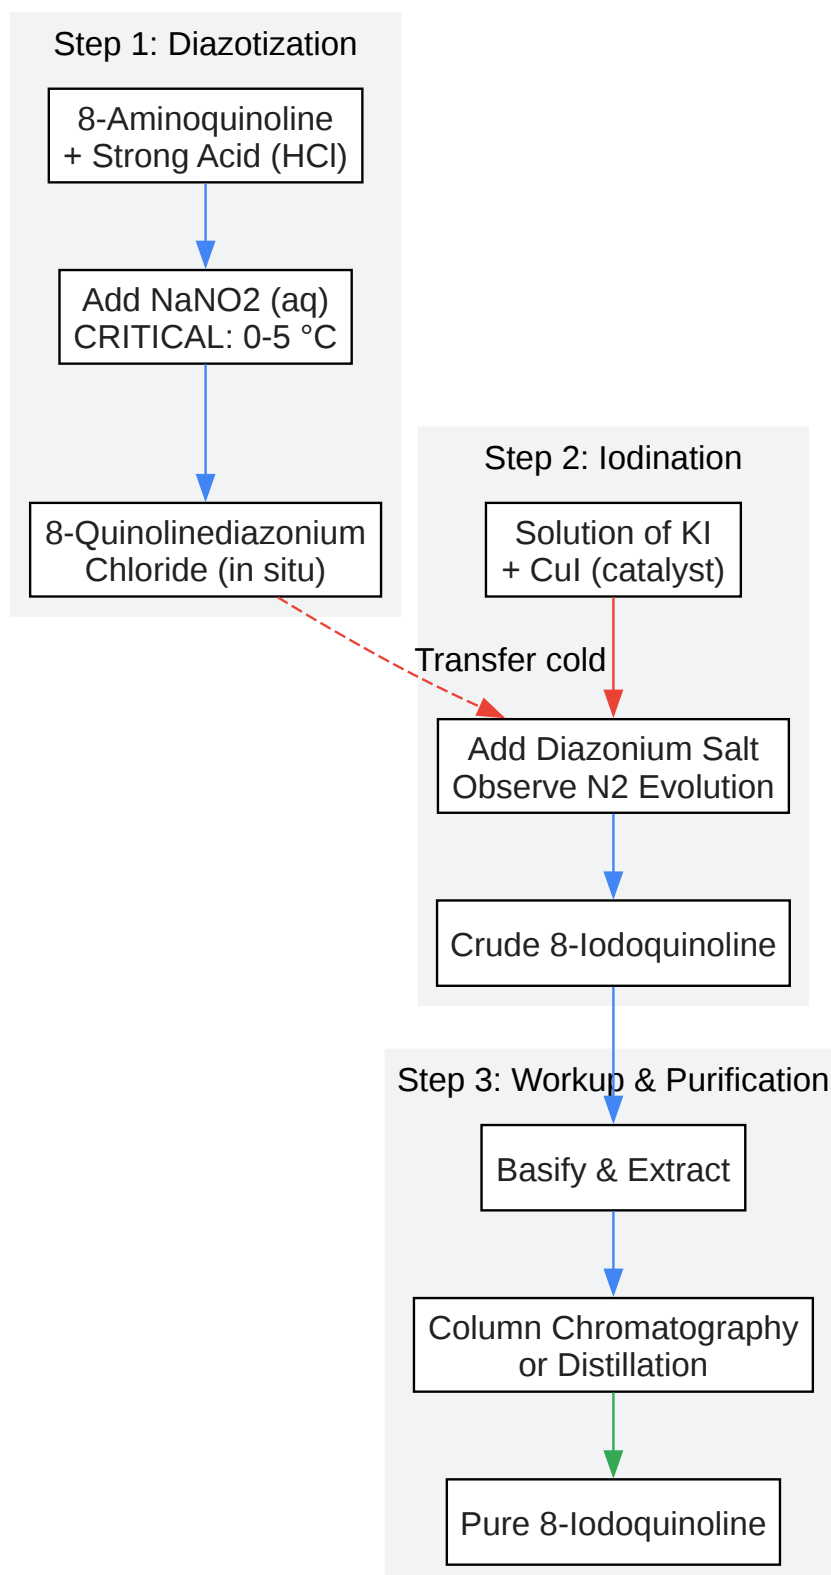 Step 1: Diazotization
8-Aminoquinoline
+ Strong Acid (HCl)
Add NaNO2 (aq)
CRITICAL: 0-5 °C
8-Quinolinediazonium
Chloride (in situ)
Step 2: Iodination
Solution of KI
+ CuI (catalyst)
Transfer cold
Add Diazonium Salt
Observe N2 Evolution
Crude 8-Iodoquinoline
Step 3: Workup & Purification
Basify & Extract
Column Chromatography
or Distillation
Pure 8-Iodoquinoline